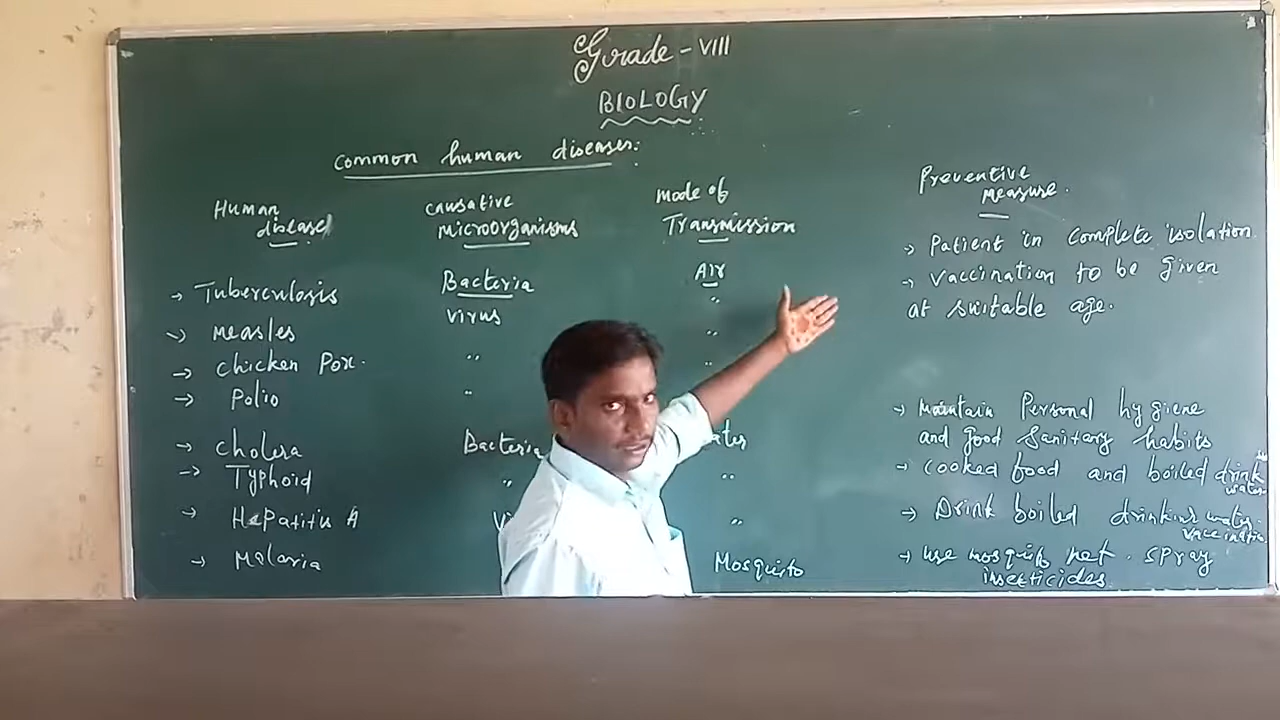 Grade - VIII
BIOLOGY
common human diseases:
Human disease
causative microorganisms
mode of Transmission
Preventive measure.
→ Tuberculosis Bacteria Air
→ measles virus "
→ chicken Pox. " "
→ Polio " "
→ Patient in complete isolation
→ vaccination to be given
at suitable age.
→ cholera Bacteria
→ Typhoid " "
→ Hepatitis A "
→ Malaria Mosquito
→ maintain Personal hygiene
and good sanitary habits
→ cooked food and boiled drink
water
→ Drink boiled drinking water.
vaccination
→ use mosquito net. spray
insecticides